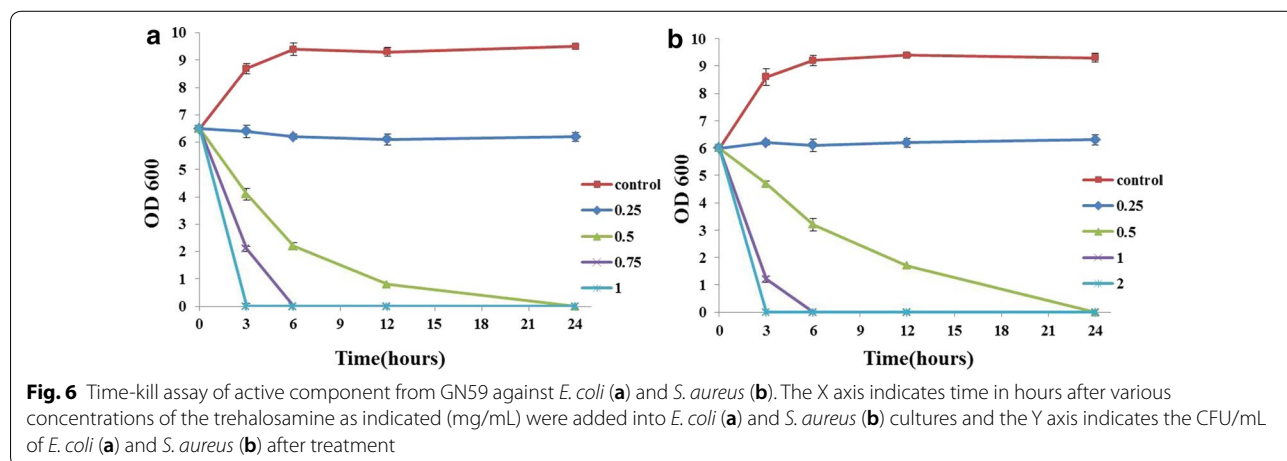 a
10
9
8
7
6
5
4
3
2
1
0
OD 600
0 3 6 9 12 15 18 21 24
Time(hours)
control
0.25
0.5
0.75
1
b
10
9
8
7
6
5
4
3
2
1
0
OD 600
0 3 6 9 12 15 18 21 24
Time(hours)
control
0.25
0.5
1
2
Fig. 6 Time-kill assay of active component from GN59 against E. coli (a) and S. aureus (b). The X axis indicates time in hours after various
concentrations of the trehalosamine as indicated (mg/mL) were added into E. coli (a) and S. aureus (b) cultures and the Y axis indicates the CFU/mL
of E. coli (a) and S. aureus (b) after treatment